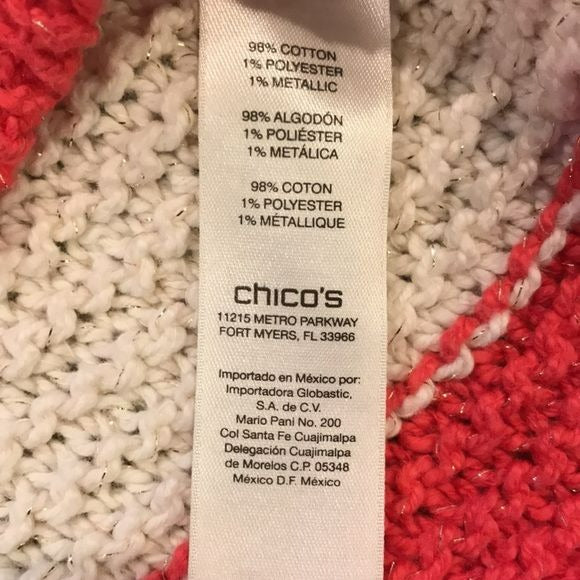 98% COTTON
1% POLYESTER
1% METALLIC
98% ALGODÓN
1% POLIÉSTER
1% METÁLICA
98% COTON
1% POLYESTER
1% MÉTALLIQUE
chico's
11215 METRO PARKWAY
FORT MYERS, FL 33966
Importado en México por:
Importadora Globastic,
S.A. de C.V.
Mario Pani No. 200
Col Santa Fe Cuajimalpa
Delegación Cuajimalpa
de Morelos C.P. 05348
México D.F. México